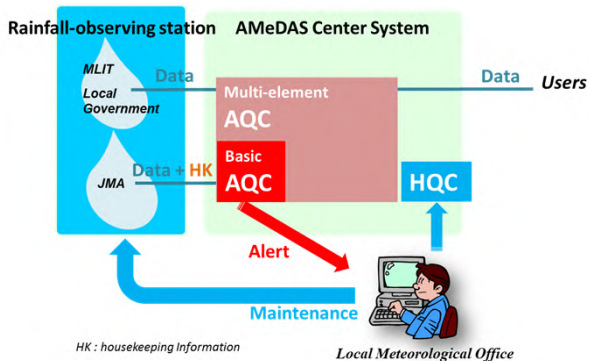 Rainfall-observing station
AMeDAS Center System
MLIT
Local
Government
Data
Multi-element
AQC
Data
Users
JMA
Data + HK
Basic
AQC
HQC
Alert
Maintenance
HK : housekeeping Information
Local Meteorological Office